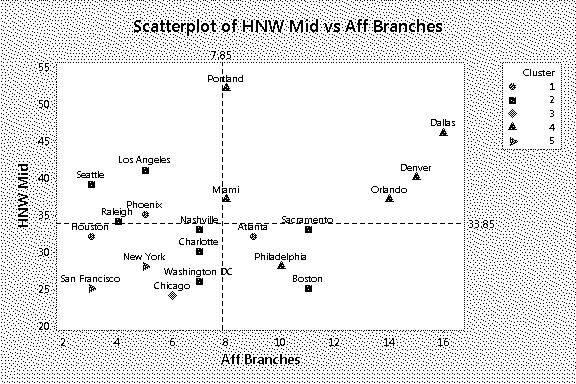 Scatterplot of HNW Mid vs Aff Branches
7.85
55
50
45
40
35
30
25
20
HNW Mid
Portland
Dallas
Los Angeles
Denver
Seattle
Miami
Orlando
Phoenix
Raleigh
Nashville
Sacramento
33.85
Houston
Atlanta
Charlotte
New York
Philadelphia
Washington DC
San Francisco
Chicago
Boston
2 4 6 8 10 12 14 16
Aff Branches
Cluster
1
2
3
4
5